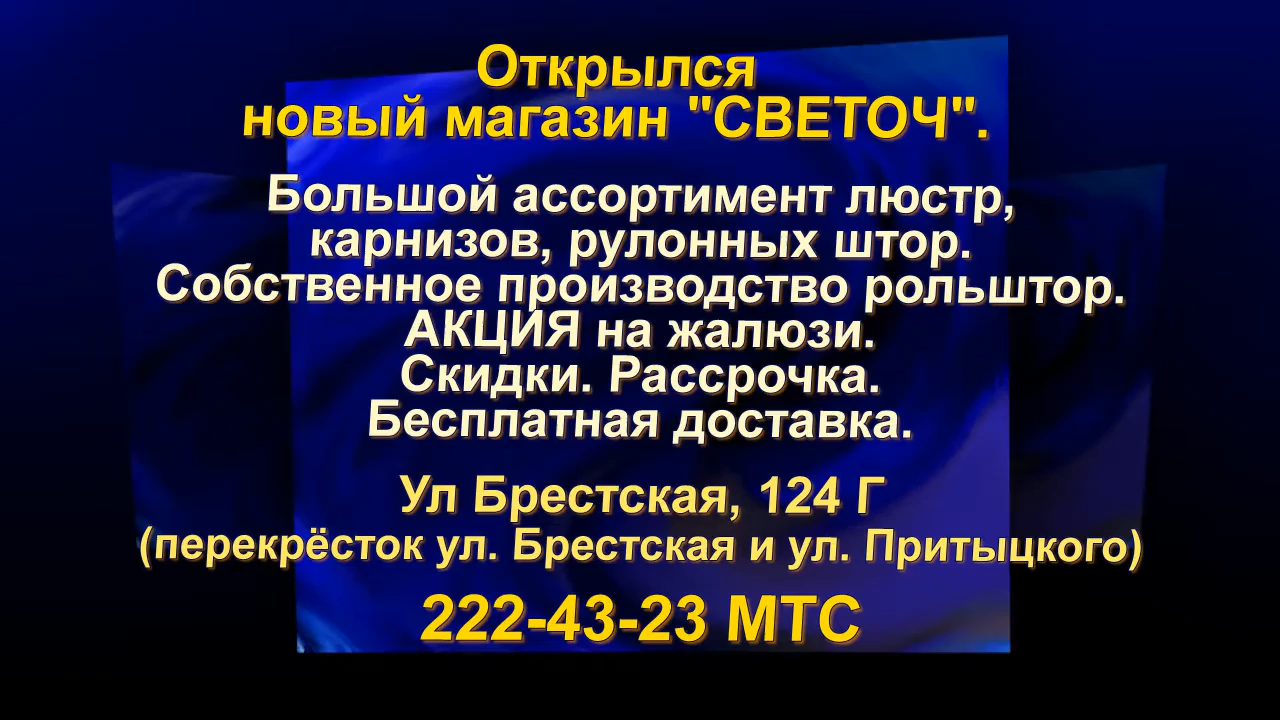 Открылся
новый магазин "СВЕТОЧ".
Большой ассортимент люстр,
карнизов, рулонных штор.
Собственное производство рольштор.
АКЦИЯ на жалюзи.
Скидки. Рассрочка.
Бесплатная доставка.
Ул Брестская, 124 Г
(перекрёсток ул. Брестская и ул. Притыцкого)
222-43-23 МТС